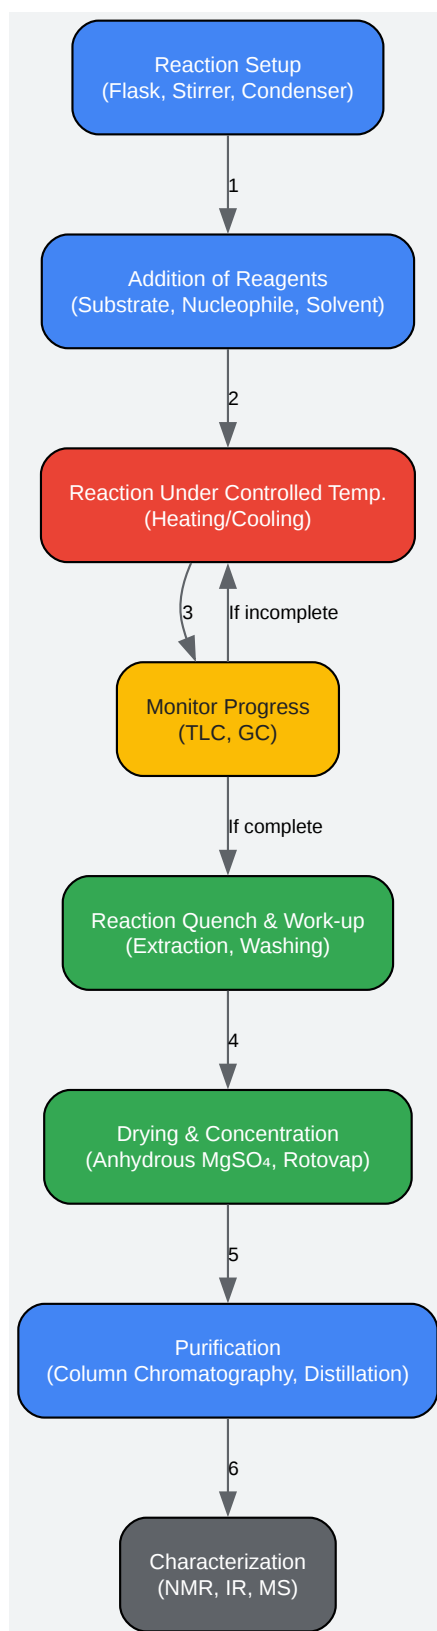 Reaction Setup
(Flask, Stirrer, Condenser)
1
Addition of Reagents
(Substrate, Nucleophile, Solvent)
2
Reaction Under Controlled Temp.
(Heating/Cooling)
3
If incomplete
Monitor Progress
(TLC, GC)
If complete
Reaction Quench & Work-up
(Extraction, Washing)
4
Drying & Concentration
(Anhydrous MgSO₄, Rotovap)
5
Purification
(Column Chromatography, Distillation)
6
Characterization
(NMR, IR, MS)